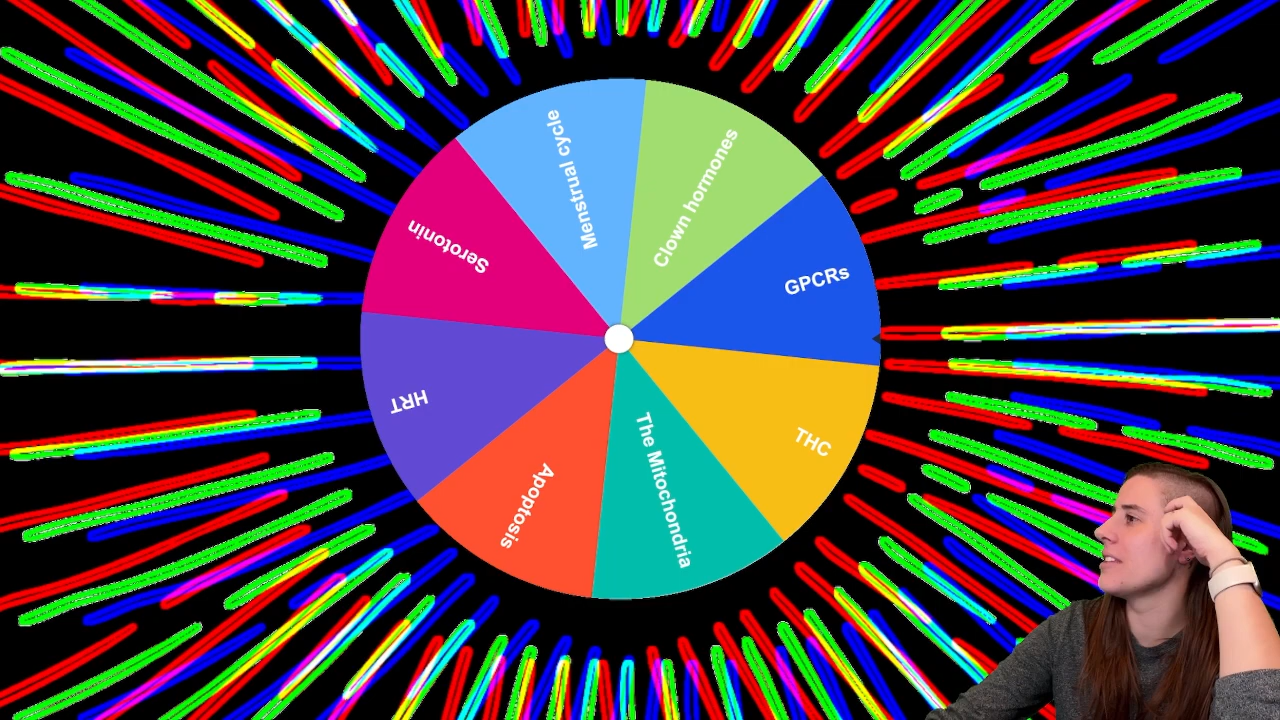 Menstrual cycle
Clown hormones
GPCRs
THC
The Mitochondria
Apoptosis
HRT
Serotonin